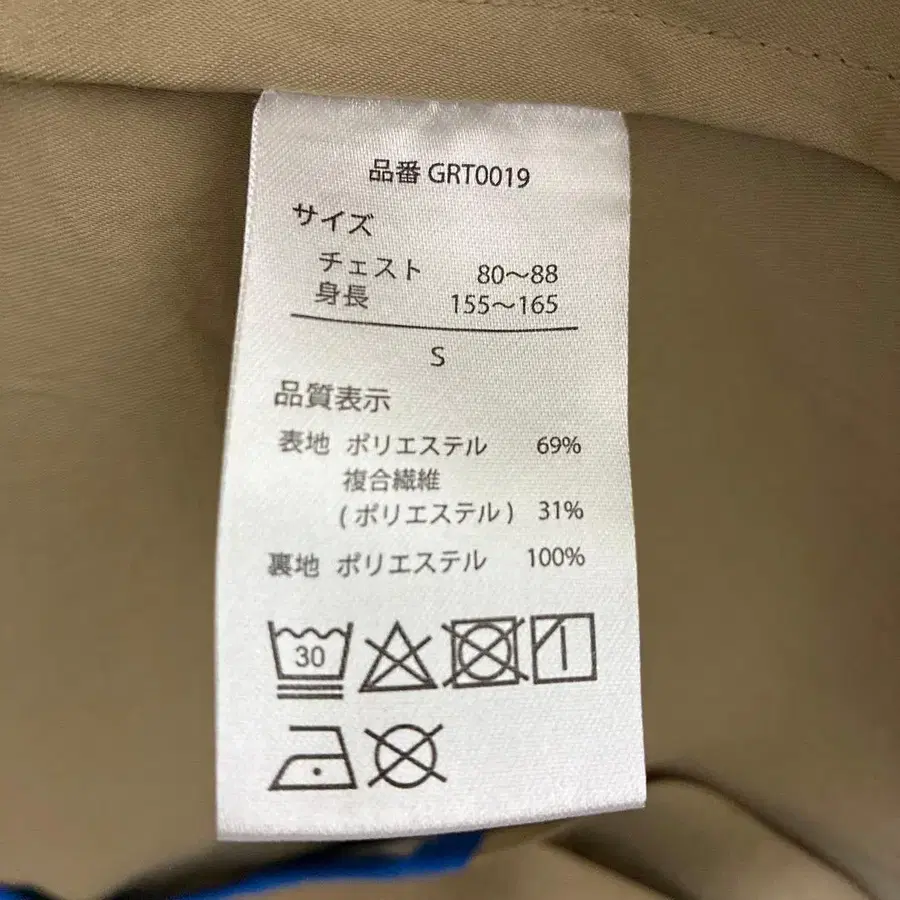 品番 GRT0019
サイズ
チェスト 80〜88
身長 155〜165
S
品質表示
表地 ポリエステル 69%
複合繊維
(ポリエステル) 31%
裏地 ポリエステル 100%
30